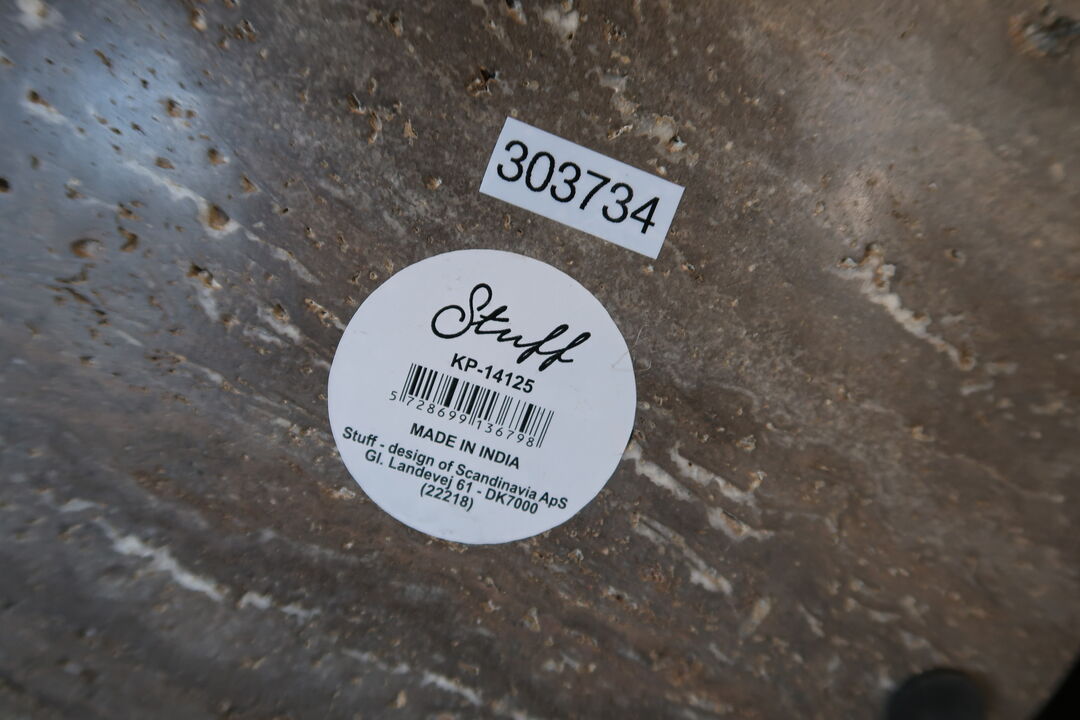 303734
Stuff
KP-14125
5 728699 136798
MADE IN INDIA
Stuff - design of Scandinavia ApS
Gl. Landevej 61 - DK7000
(22218)